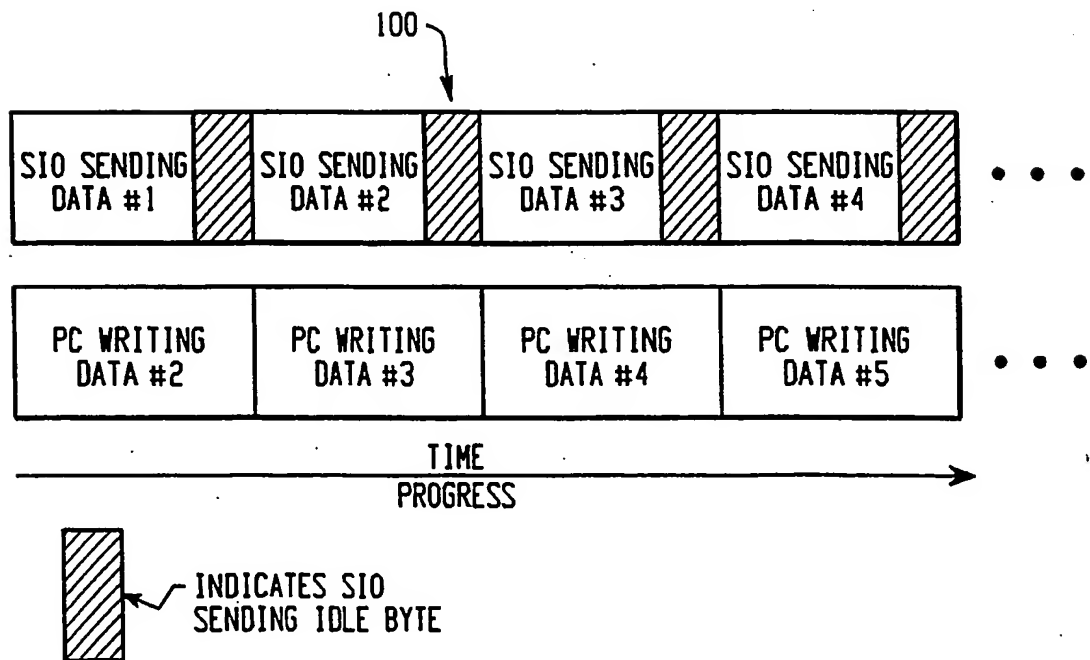 100
SIO SENDING DATA #1
SIO SENDING DATA #2
SIO SENDING DATA #3
SIO SENDING DATA #4
PC WRITING DATA #2
PC WRITING DATA #3
PC WRITING DATA #4
PC WRITING DATA #5
TIME
PROGRESS
INDICATES SIO
SENDING IDLE BYTE